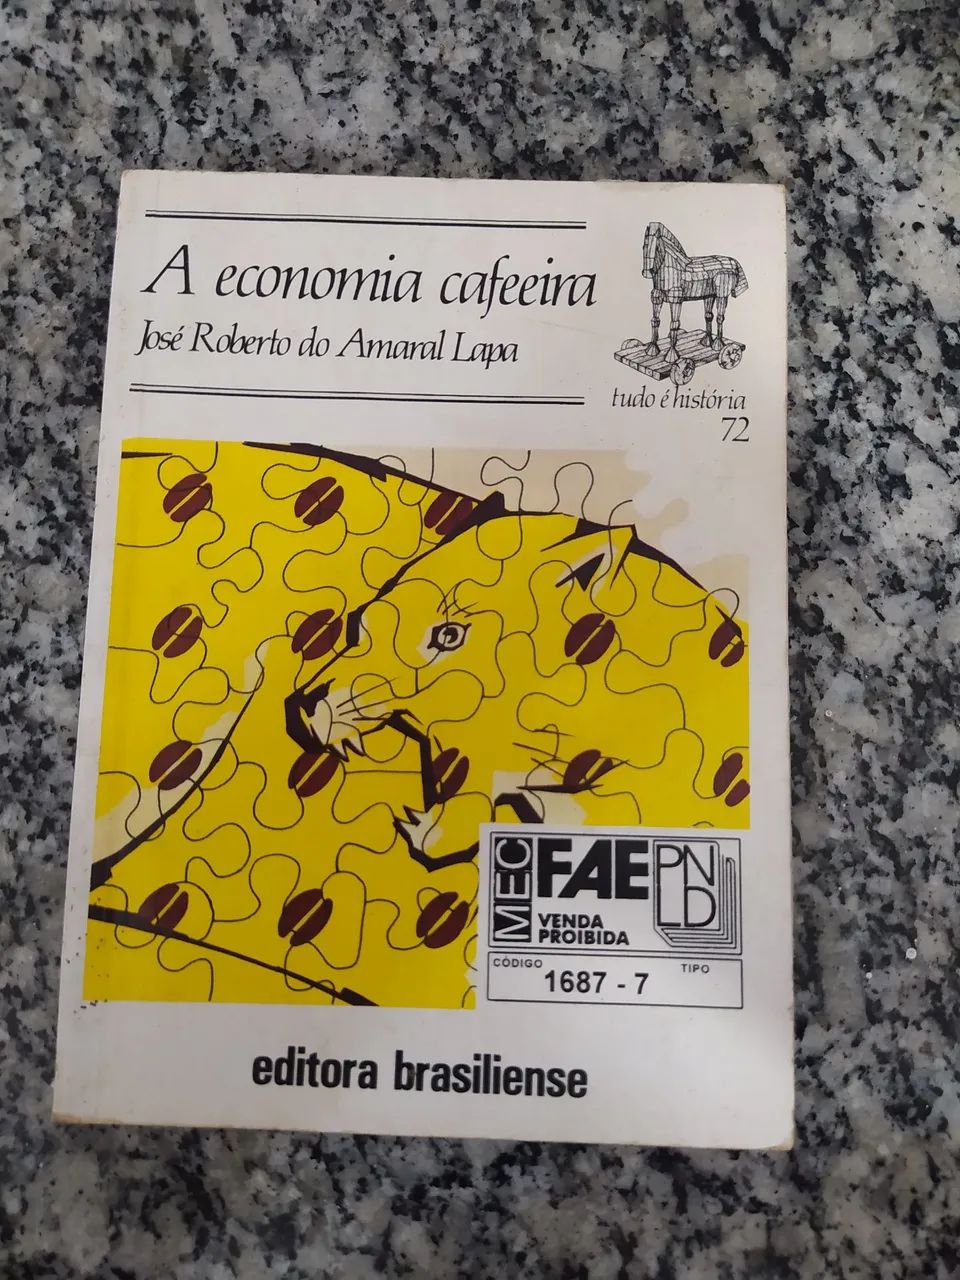 A economia cafeeira
José Roberto do Amaral Lapa
tudo é história
72
MEC
FAE
PNLD
VENDA
PROIBIDA
CÓDIGO
TIPO
1687 - 7
editora brasiliense